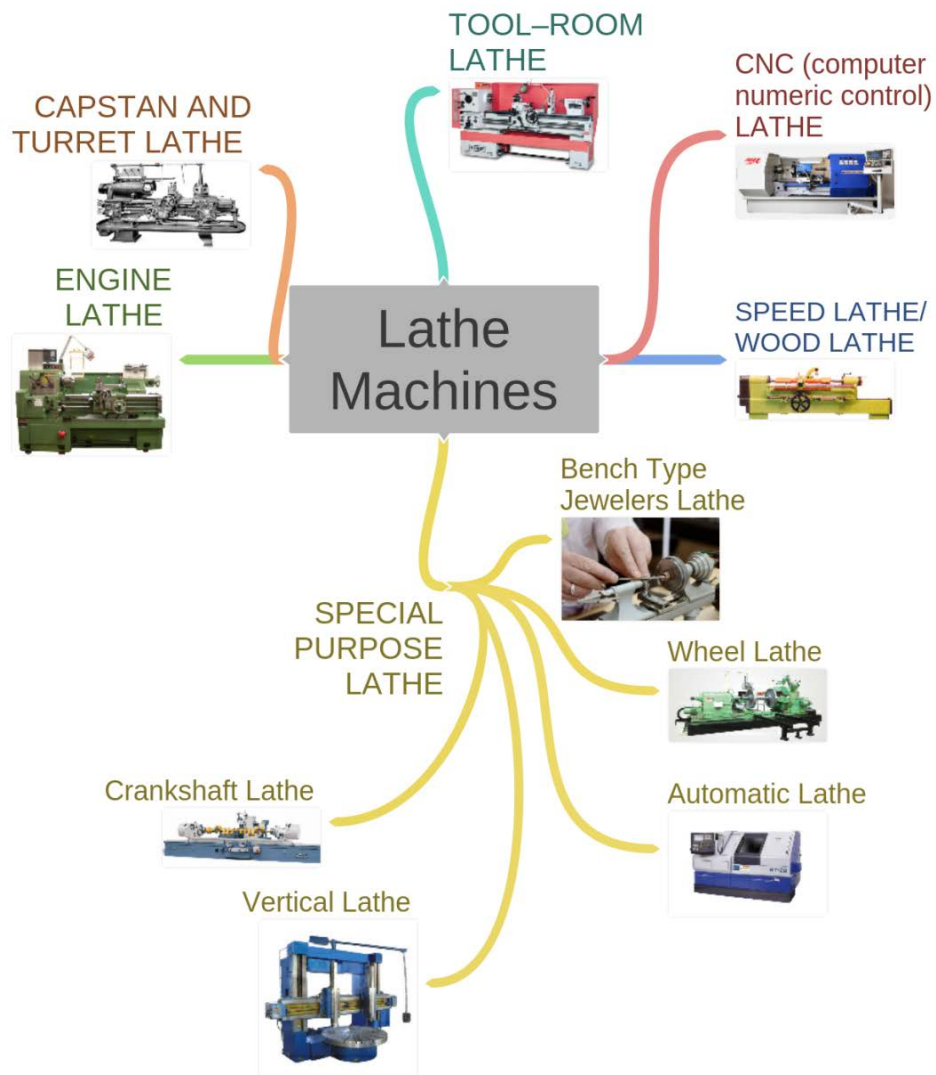 TOOL–ROOM
LATHE
CNC (computer
numeric control)
LATHE
CAPSTAN AND
TURRET LATHE
ENGINE
LATHE
Lathe
Machines
SPEED LATHE/
WOOD LATHE
Bench Type
Jewelers Lathe
SPECIAL
PURPOSE
LATHE
Wheel Lathe
Crankshaft Lathe
Automatic Lathe
Vertical Lathe